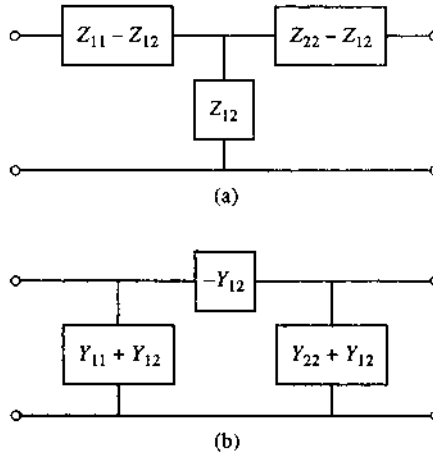 Z₁₁ − Z₁₂
Z₂₂ − Z₁₂
Z₁₂
(a)
−Y₁₂
Y₁₁ + Y₁₂
Y₂₂ + Y₁₂
(b)